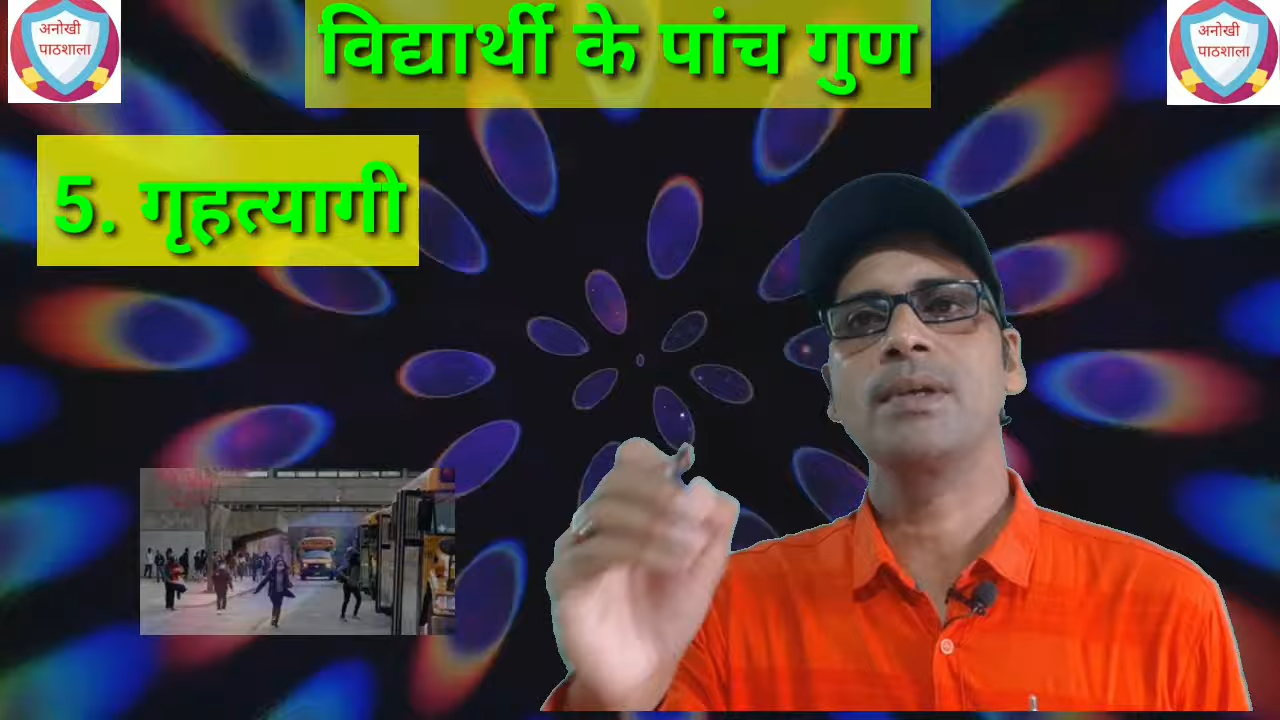 अनोखी
पाठशाला
विद्यार्थी के पांच गुण
अनोखी
पाठशाला
5. गृहत्यागी